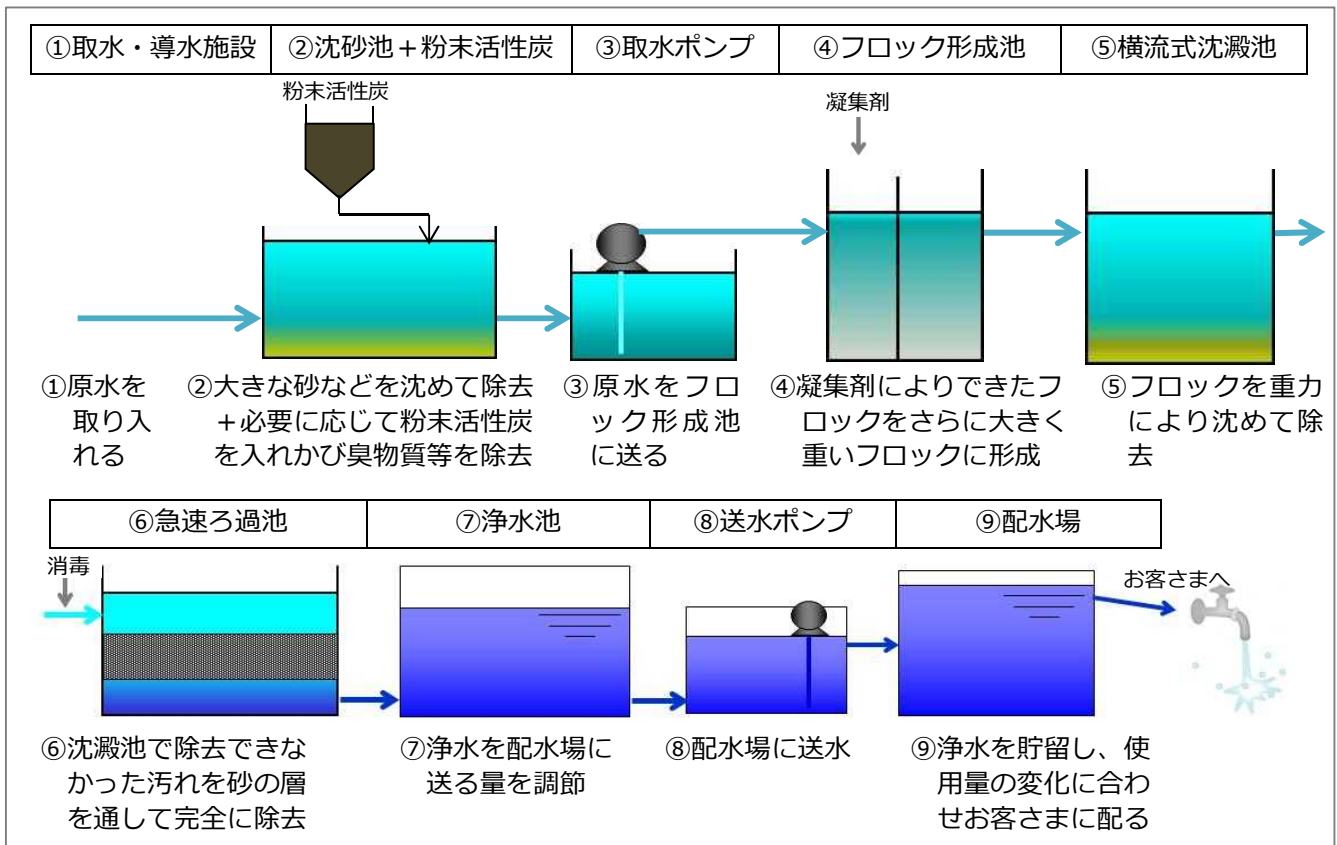 ①取水・導水施設 ②沈砂池＋粉末活性炭 ③取水ポンプ ④フロック形成池 ⑤横流式沈澱池
粉末活性炭
凝集剤
①原水を
取り入
れる
②大きな砂などを沈めて除去
＋必要に応じて粉末活性炭
を入れかび臭物質等を除去
③原水をフロ
ック形成池
に送る
④凝集剤によりできたフ
ロックをさらに大きく
重いフロックに形成
⑤フロックを重力
により沈めて除
去
⑥急速ろ過池 ⑦浄水池 ⑧送水ポンプ ⑨配水場
消毒
お客さまへ
⑥沈澱池で除去できな
かった汚れを砂の層
を通して完全に除去
⑦浄水を配水場に
送る量を調節
⑧配水場に送水
⑨浄水を貯留し、使
用量の変化に合わ
せお客さまに配る